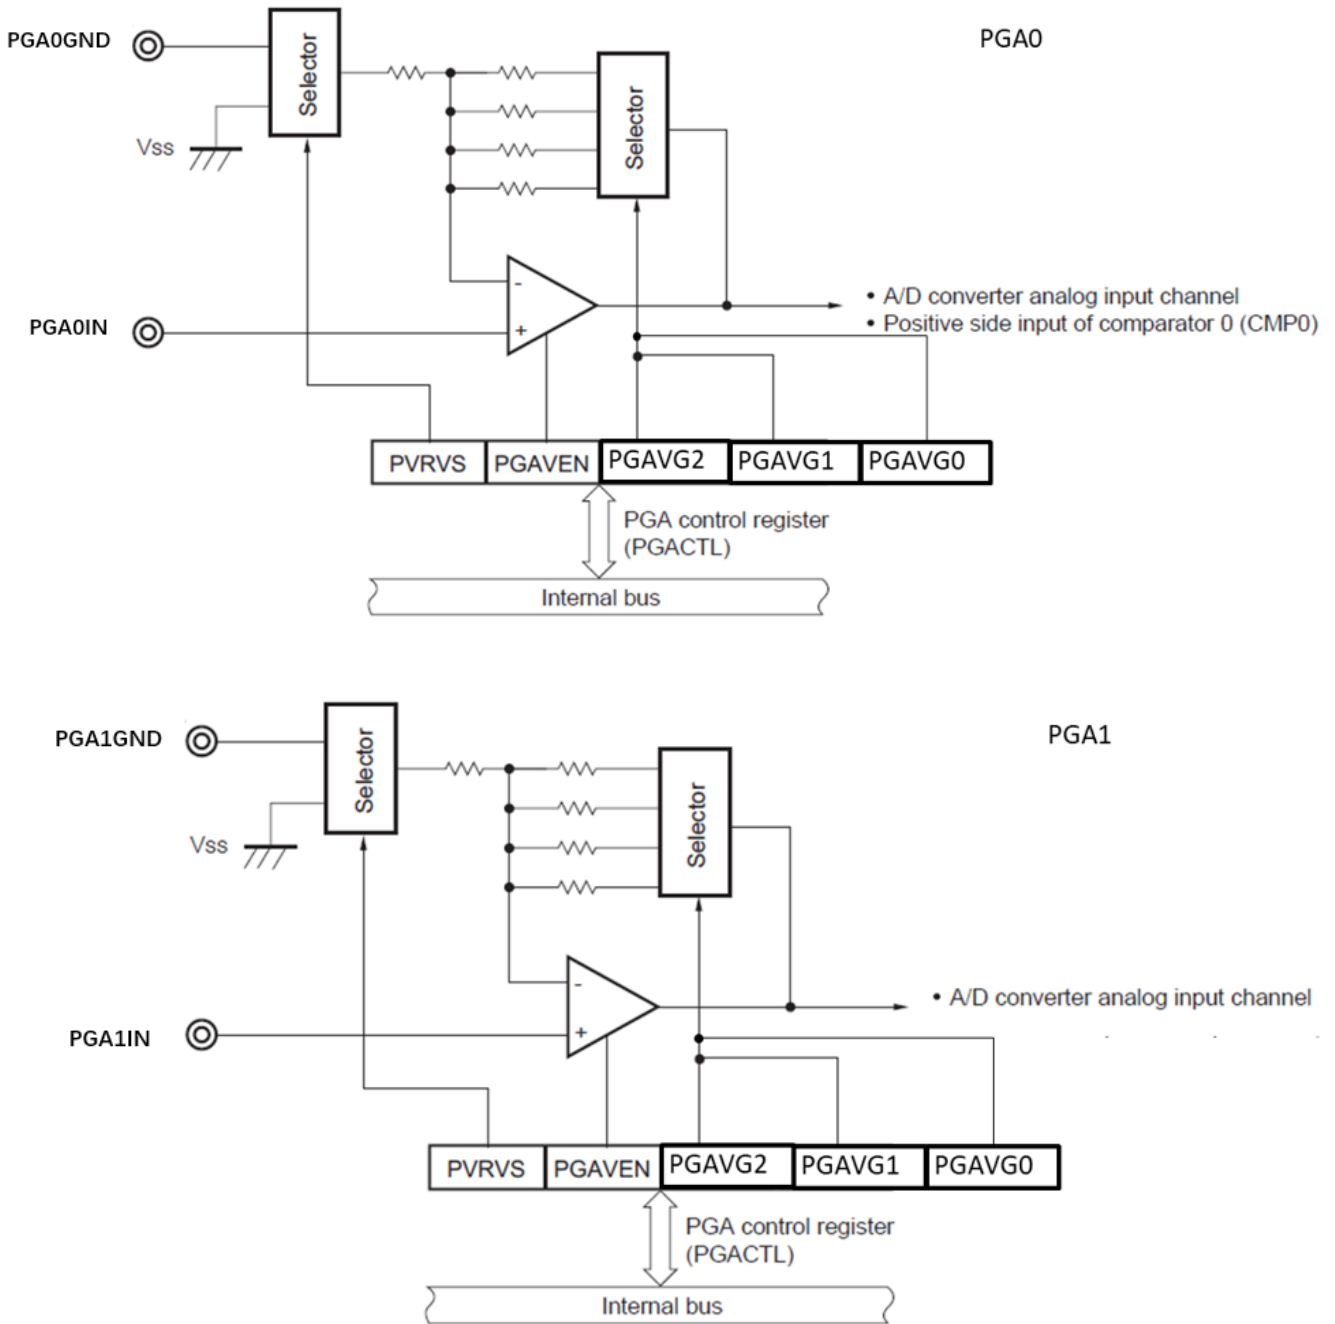 PGA0GND
Selector
PGA0
Selector
Vss
-
• A/D converter analog input channel
PGA0IN
+
• Positive side input of comparator 0 (CMP0)
PVRVS PGAVEN PGAVG2 PGAVG1 PGAVG0
PGA control register
(PGACTL)
Internal bus
PGA1GND
Selector
PGA1
Selector
Vss
-
• A/D converter analog input channel
PGA1IN
+
PVRVS PGAVEN PGAVG2 PGAVG1 PGAVG0
PGA control register
(PGACTL)
Internal bus